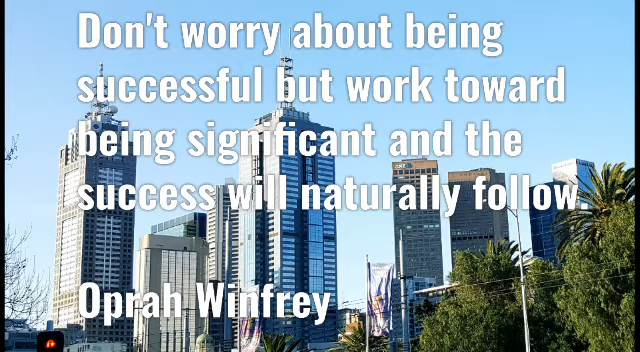 Don't worry about being
successful but work toward
being significant and the
success will naturally follow.
Oprah Winfrey